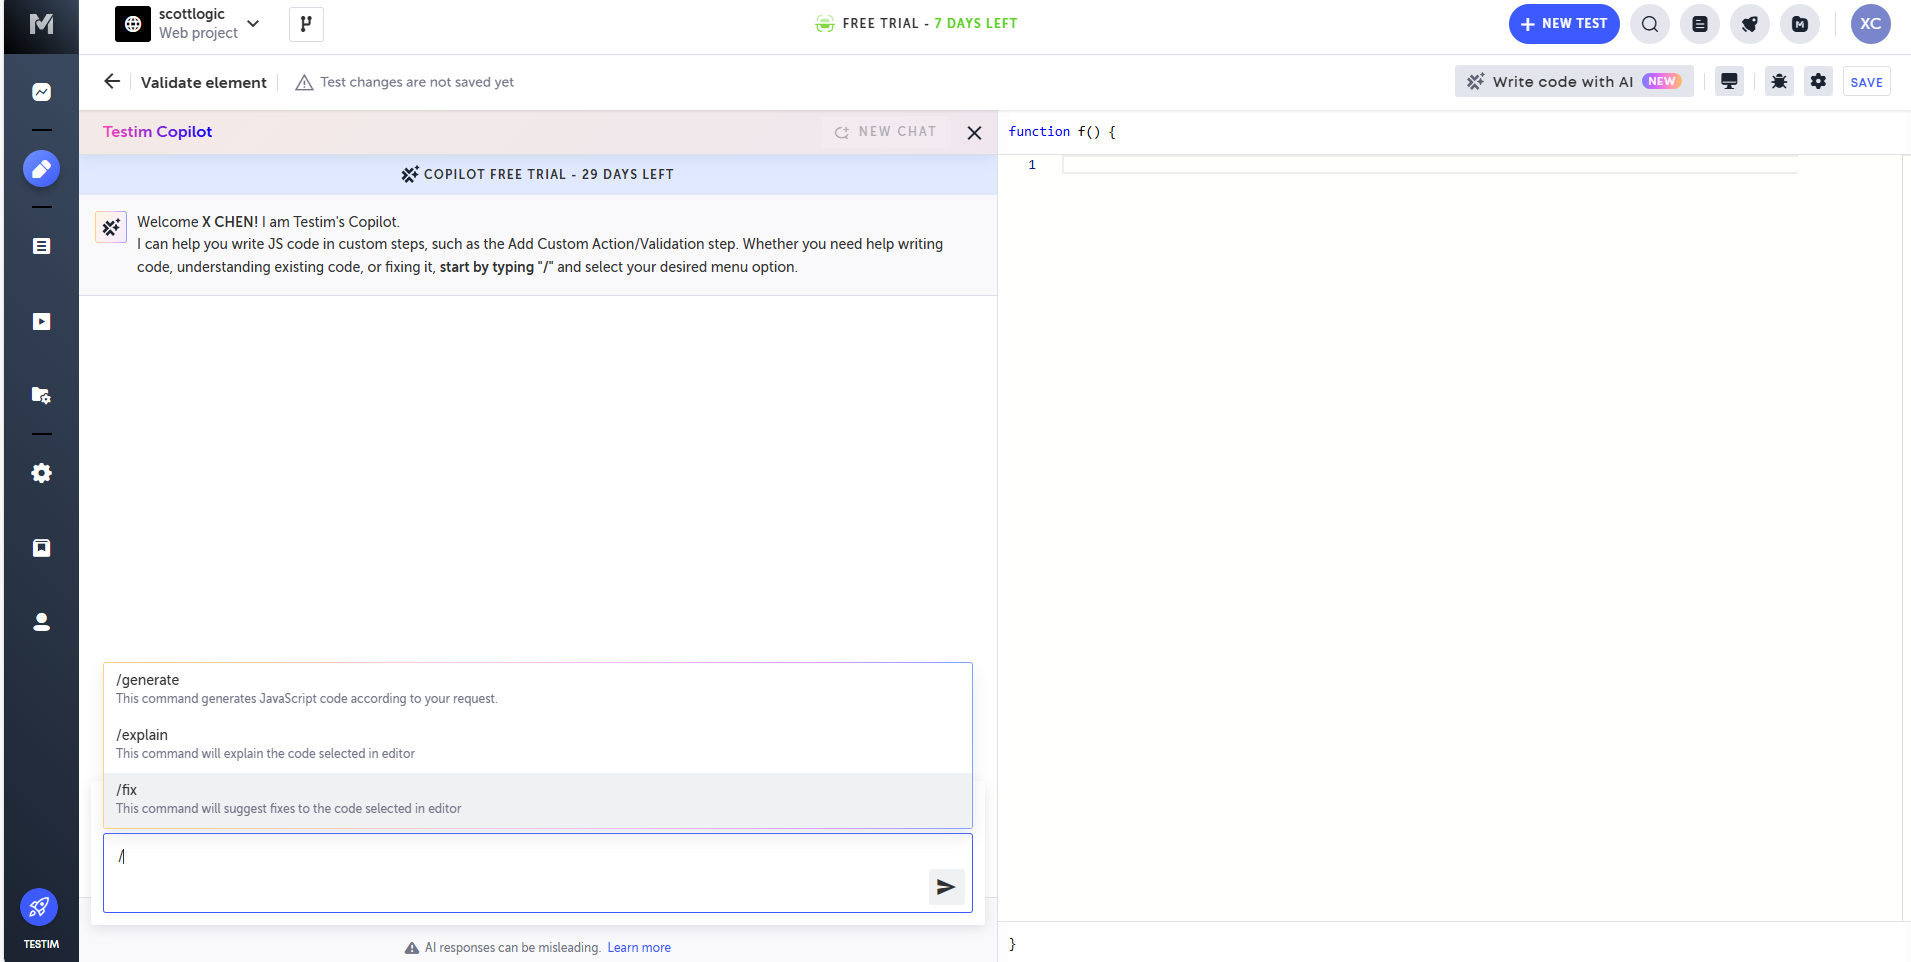 scottlogic
Web project
FREE TRIAL - 7 DAYS LEFT
NEW TEST
XC
Validate element
Test changes are not saved yet
Write code with AI NEW
SAVE
Testim Copilot
NEW CHAT
function f() {
COPILOT FREE TRIAL - 29 DAYS LEFT
1
Welcome X CHEN! I am Testim's Copilot.
I can help you write JS code in custom steps, such as the Add Custom Action/Validation step. Whether you need help writing
code, understanding existing code, or fixing it, start by typing "/" and select your desired menu option.
/generate
This command generates JavaScript code according to your request.
/explain
This command will explain the code selected in editor
/fix
This command will suggest fixes to the code selected in editor
/
TESTIM
AI responses can be misleading. Learn more
}